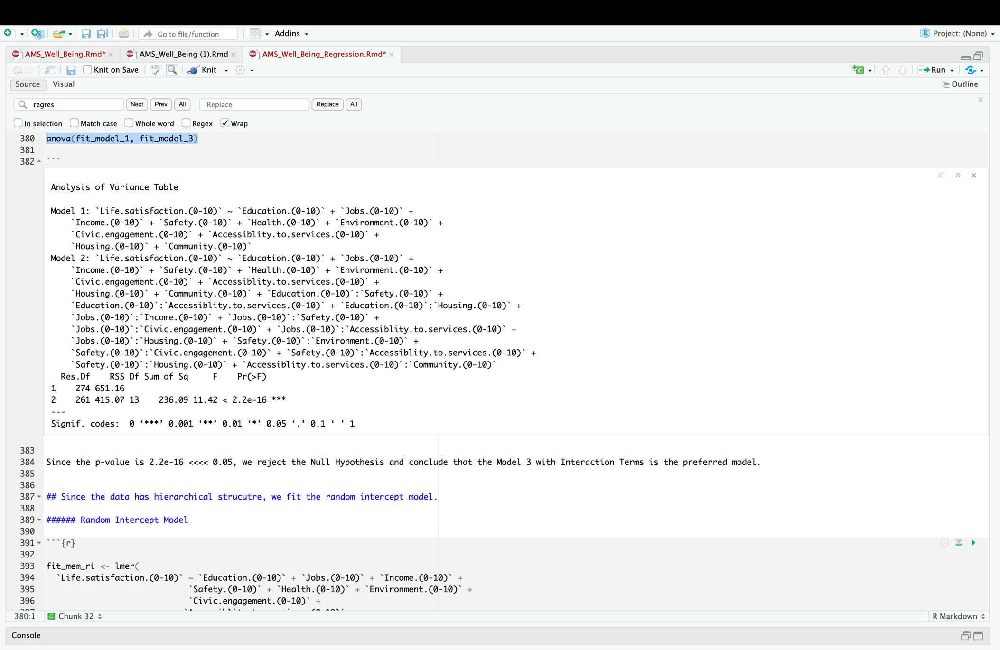 Go to file/function
Addins
Project: (None)
AMS_Well_Being.Rmd*
AMS_Well_Being (1).Rmd
AMS_Well_Being_Regression.Rmd*
Knit on Save
ABC
Knit
Run
Source
Visual
Outline
regres
Next
Prev
All
Replace
Replace
All
In selection
Match case
Whole word
Regex
Wrap
380 anova(fit_model_1, fit_model_3)
381
382 ```
Analysis of Variance Table
Model 1: `Life.satisfaction.(0-10)` ~ `Education.(0-10)` + `Jobs.(0-10)` +
`Income.(0-10)` + `Safety.(0-10)` + `Health.(0-10)` + `Environment.(0-10)` +
`Civic.engagement.(0-10)` + `Accessiblity.to.services.(0-10)` +
`Housing.(0-10)` + `Community.(0-10)`
Model 2: `Life.satisfaction.(0-10)` ~ `Education.(0-10)` + `Jobs.(0-10)` +
`Income.(0-10)` + `Safety.(0-10)` + `Health.(0-10)` + `Environment.(0-10)` +
`Civic.engagement.(0-10)` + `Accessiblity.to.services.(0-10)` +
`Housing.(0-10)` + `Community.(0-10)` + `Education.(0-10)`:`Safety.(0-10)` +
`Education.(0-10)`:`Accessiblity.to.services.(0-10)` + `Education.(0-10)`:`Housing.(0-10)` +
`Jobs.(0-10)`:`Income.(0-10)` + `Jobs.(0-10)`:`Safety.(0-10)` +
`Jobs.(0-10)`:`Civic.engagement.(0-10)` + `Jobs.(0-10)`:`Accessiblity.to.services.(0-10)` +
`Jobs.(0-10)`:`Housing.(0-10)` + `Safety.(0-10)`:`Environment.(0-10)` +
`Safety.(0-10)`:`Civic.engagement.(0-10)` + `Safety.(0-10)`:`Accessiblity.to.services.(0-10)` +
`Safety.(0-10)`:`Housing.(0-10)` + `Accessiblity.to.services.(0-10)`:`Community.(0-10)`
Res.Df RSS Df Sum of Sq F Pr(>F)
1 274 651.16
2 261 415.07 13 236.09 11.42 < 2.2e-16 ***
---
Signif. codes: 0 ‘***’ 0.001 ‘**’ 0.01 ‘*’ 0.05 ‘.’ 0.1 ‘ ’ 1
383
384 Since the p-value is 2.2e-16 <<<< 0.05, we reject the Null Hypothesis and conclude that the Model 3 with Interaction Terms is the preferred model.
385
386
387 ## Since the data has hierarchical strucutre, we fit the random intercept model.
388
389 ###### Random Intercept Model
390
391 ```{r}
392
393 fit_mem_ri <- lmer(
394 `Life.satisfaction.(0-10)` ~ `Education.(0-10)` + `Jobs.(0-10)` + `Income.(0-10)` +
395 `Safety.(0-10)` + `Health.(0-10)` + `Environment.(0-10)` +
396 `Civic.engagement.(0-10)` +
380:1
C Chunk 32
R Markdown
Console